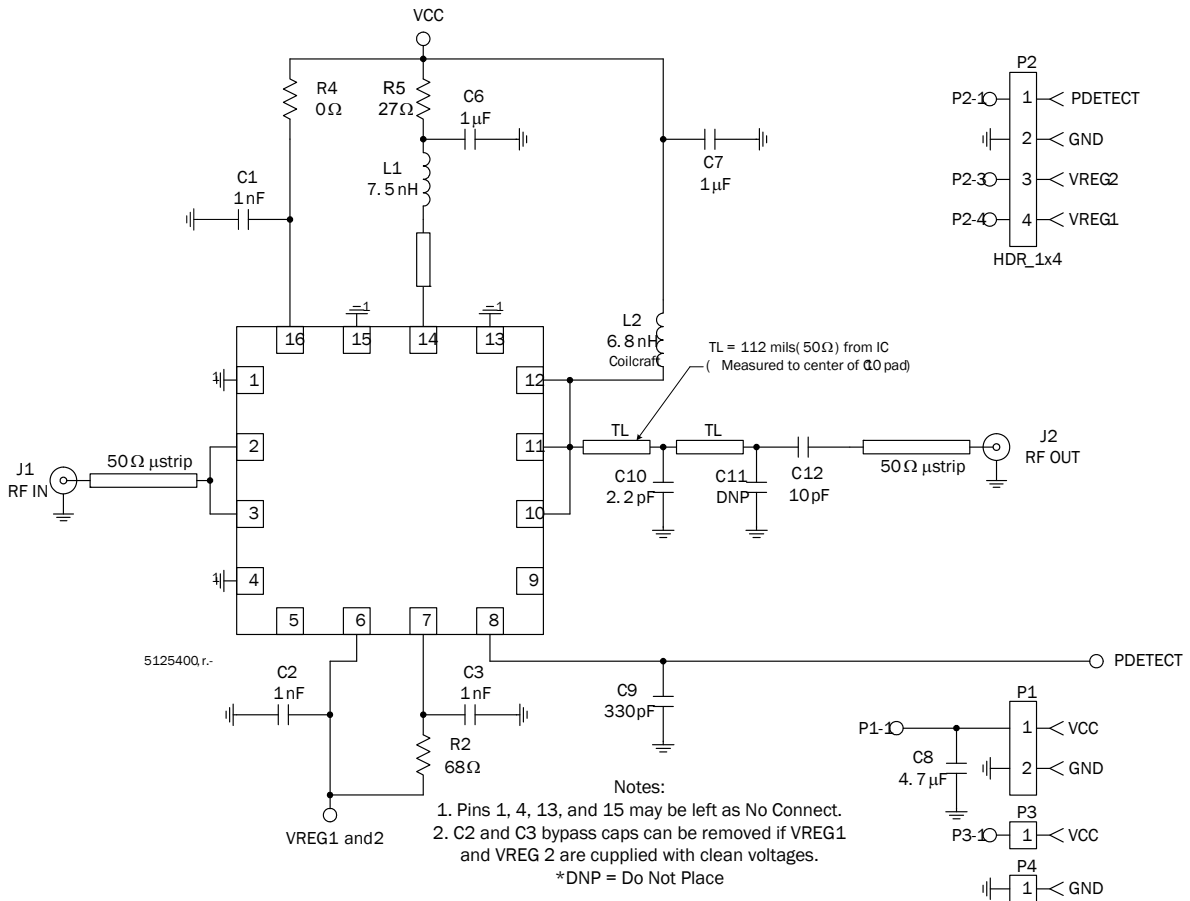 VCC
R4
0Ω
R5
27Ω
C6
1µF
L1
7.5nH
C7
1µF
C1
1nF
P2
P2-1
1
PDETECT
2
GND
P2-3
3
VREG2
P2-4
4
VREG1
HDR_1x4
L2
6.8nH
Coilcraft
TL = 112 mils(50Ω) from IC
( Measured to center of C10 pad)
1
1
16
15
14
13
1
1
12
2
11
TL
TL
J2
RF OUT
50Ω µstrip
J1
RF IN
50Ω µstrip
C10
2.2pF
C11
DNP
C12
10pF
3
10
1
4
9
5
6
7
8
5125400,r.-
PDETECT
C2
1nF
C3
1nF
C9
330pF
R2
68Ω
VREG1 and2
P1
P1-1
1
VCC
C8
4.7µF
2
GND
P3
P3-1
1
VCC
P4
1
GND
Notes:
1. Pins 1, 4, 13, and 15 may be left as No Connect.
2. C2 and C3 bypass caps can be removed if VREG1
and VREG 2 are cupplied with clean voltages.
*DNP = Do Not Place